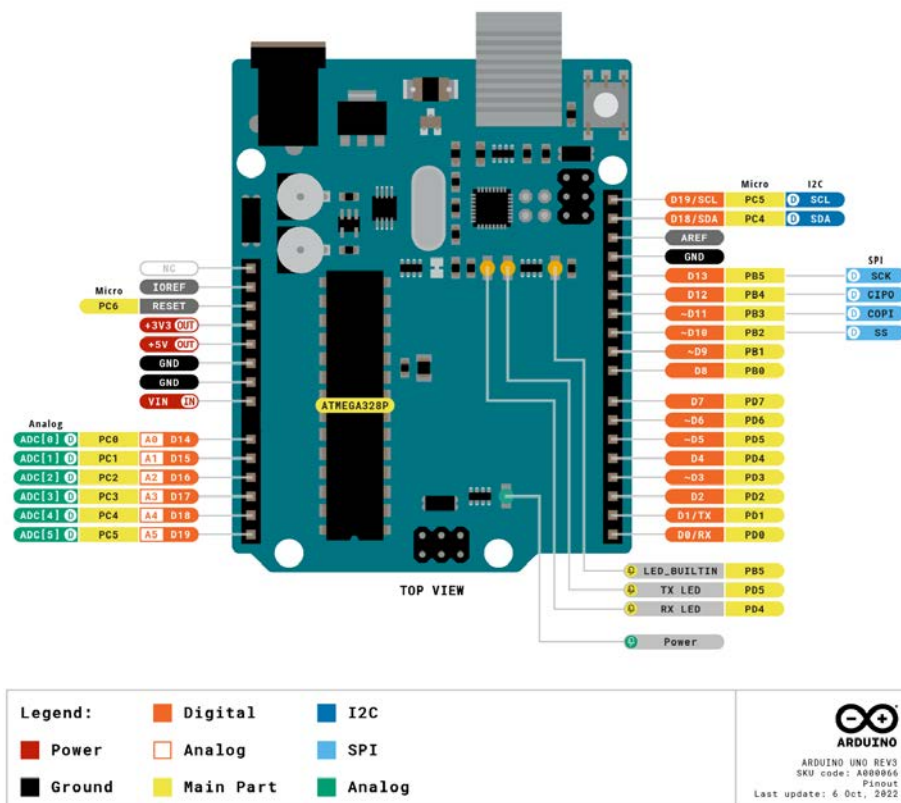 Micro I2C
D19/SCL PC5 D SCL
D18/SDA PC4 D SDA
AREF
GND
SPI
D13 PB5 D SCK
D12 PB4 D CIPO
~D11 PB3 D COPI
~D10 PB2 D SS
~D9 PB1
D8 PB0
D7 PD7
~D6 PD6
~D5 PD5
D4 PD4
~D3 PD3
D2 PD2
D1/TX PD1
D0/RX PD0
NC
IOREF
Micro
PC6 RESET
+3V3 OUT
+5V OUT
GND
GND
VIN IN
Analog
ADC[0] D PC0 A0 D14
ADC[1] D PC1 A1 D15
ADC[2] D PC2 A2 D16
ADC[3] D PC3 A3 D17
ADC[4] D PC4 A4 D18
ADC[5] D PC5 A5 D19
ATMEGA328P
TOP VIEW
LED_BUILTIN PB5
TX LED PD5
RX LED PD4
Power
Legend:
Digital
I2C
Power
Analog
SPI
Ground
Main Part
Analog
ARDUINO
ARDUINO UNO REV3
SKU code: A000066
Pinout
Last update: 6 Oct, 2022